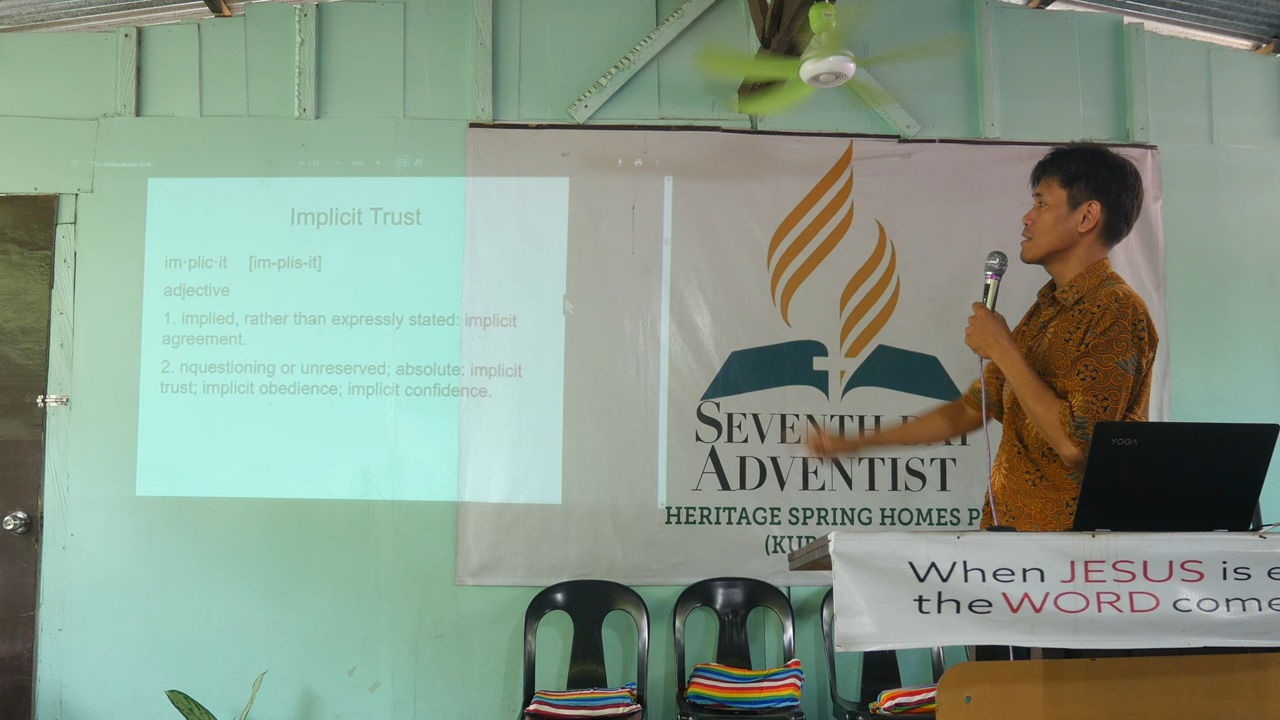 Implicit Trust
im·plic·it [im-plis-it]
adjective
1. implied, rather than expressly stated: implicit
agreement.
2. nquestioning or unreserved; absolute: implicit
trust; implicit obedience; implicit confidence.
SEVENTH DAY
ADVENTIST
HERITAGE SPRING HOMES P
(KUB
YOGA
When JESUS is e
the WORD come